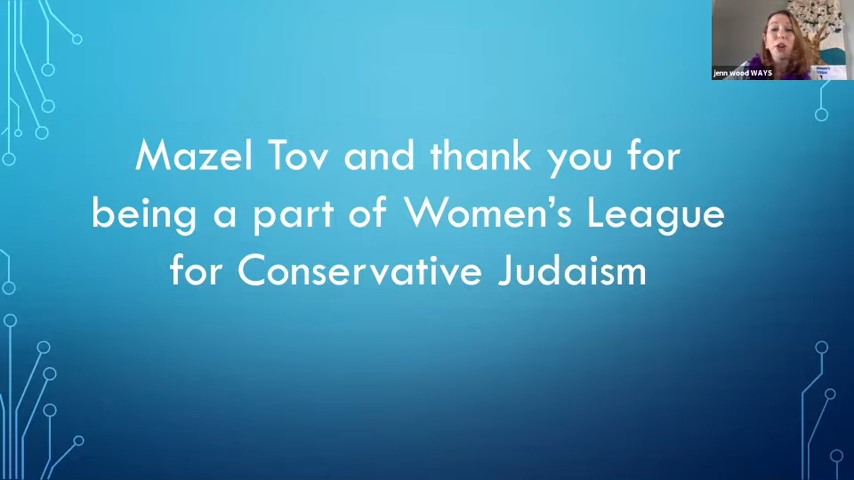 jenn wood WAYS
Mazel Tov and thank you for
being a part of Women’s League
for Conservative Judaism